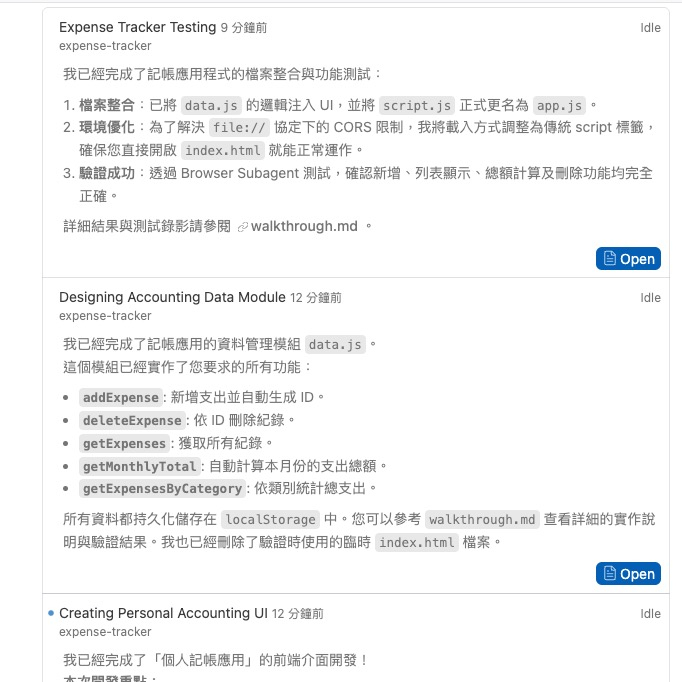 Expense Tracker Testing 9 分鐘前
Idle
expense-tracker
我已經完成了記帳應用程式的檔案整合與功能測試：
1. 檔案整合：已將 data.js 的邏輯注入 UI，並將 script.js 正式更名為 app.js。
2. 環境優化：為了解決 file:// 協定下的 CORS 限制，我將載入方式調整為傳統 script 標籤，
確保您直接開啟 index.html 就能正常運作。
3. 驗證成功：透過 Browser Subagent 測試，確認新增、列表顯示、總額計算及刪除功能均完全
正確。
詳細結果與測試錄影請參閱 walkthrough.md 。
Open
Designing Accounting Data Module 12 分鐘前
Idle
expense-tracker
我已經完成了記帳應用的資料管理模組 data.js。
這個模組已經實作了您要求的所有功能：
• addExpense: 新增支出並自動生成 ID。
• deleteExpense: 依 ID 刪除紀錄。
• getExpenses: 獲取所有紀錄。
• getMonthlyTotal: 自動計算本月份的支出總額。
• getExpensesByCategory: 依類別統計總支出。
所有資料都持久化儲存在 localStorage 中。您可以參考 walkthrough.md 查看詳細的實作說
明與驗證結果。我也已經刪除了驗證時使用的臨時 index.html 檔案。
Open
Creating Personal Accounting UI 12 分鐘前
Idle
expense-tracker
我已經完成了「個人記帳應用」的前端介面開發！
本次開發重點：